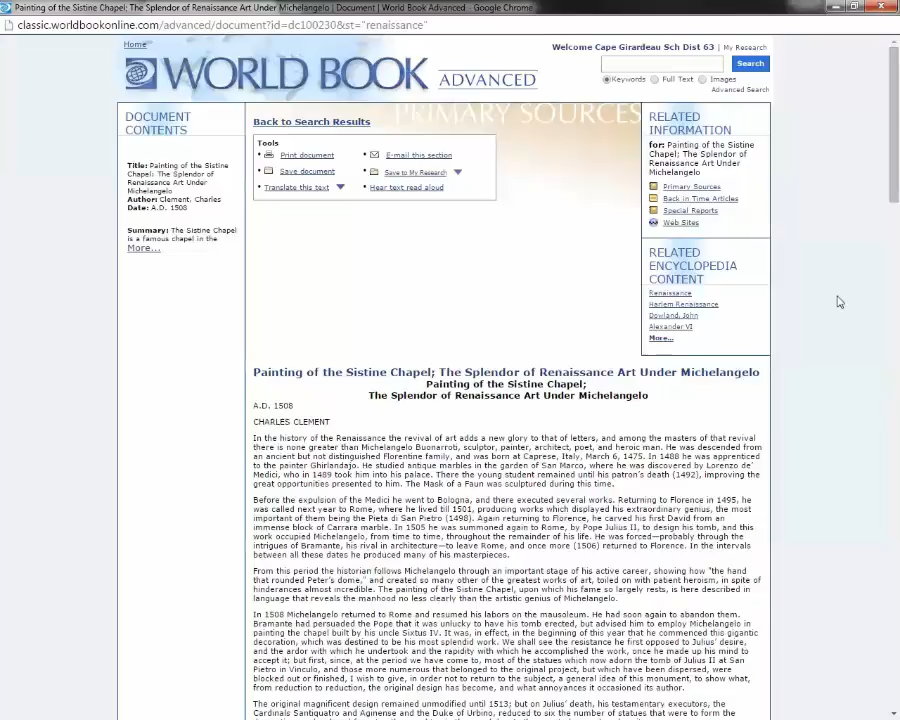 Painting of the Sistine Chapel; The Splendor of Renaissance Art Under Michelangelo | Document | World Book Advanced - Google Chrome
classic.worldbookonline.com/advanced/document?id=dc100230&st="renaissance"
Home
WORLD BOOK ADVANCED
Welcome Cape Girardeau Sch Dist 63 | My Research
Search
Keywords Full Text Images
Advanced Search
PRIMARY SOURCES
DOCUMENT
CONTENTS
Title: Painting of the Sistine
Chapel; The Splendor of
Renaissance Art Under
Michelangelo
Author: Clement, Charles
Date: A.D. 1508
Summary: The Sistine Chapel
is a famous chapel in the
More...
Back to Search Results
Tools
• Print document
• E-mail this section
• Save document
• Save to My Research
• Translate this text
• Hear text read aloud
RELATED
INFORMATION
for: Painting of the Sistine
Chapel; The Splendor of
Renaissance Art Under
Michelangelo
Primary Sources
Back in Time Articles
Special Reports
Web Sites
RELATED
ENCYCLOPEDIA
CONTENT
Renaissance
Harlem Renaissance
Dowland, John
Alexander VI
More...
Painting of the Sistine Chapel; The Splendor of Renaissance Art Under Michelangelo
Painting of the Sistine Chapel;
The Splendor of Renaissance Art Under Michelangelo
A.D. 1508
CHARLES CLEMENT
In the history of the Renaissance the revival of art adds a new glory to that of letters, and among the masters of that revival
there is none greater than Michelangelo Buonarroti, sculptor, painter, architect, poet, and heroic man. He was descended from
an ancient but not distinguished Florentine family, and was bon at Caprese, Italy, March 6, 1475. In 1488 he was apprenticed
to the painter Ghirlandajo. He studied antique marbles in the garden of San Marco, where he was discovered by Lorenzo de'
Medici, who in 1489 took him into his palace. There the young student remained until his patron's death (1492), improving the
great opportunities presented to him. The Mask of a Faun was sculptured during this time.
Before the expulsion of the Medici he went to Bologna, and there executed several works. Returning to Florence in 1495, he
was called next year to Rome, where he lived till 1501, producing works which displayed his extraordinary genius, the most
important of them being the Pieta di San Pietro (1498). Again returning to Florence, he carved his first David from an
immense block of Carrara marble. In 1505 he was summoned again to Rome, by Pope Julius II, to design his tomb, and this
work occupied Michelangelo, from time to time, throughout the remainder of his life. He was forced—probably through the
intrigues of Bramante, his rival in architecture—to leave Rome, and once more (1506) returned to Florence. In the intervals
between all these dates he produced many of his masterpieces.
From this period the historian follows Michelangelo through an important stage of his active career, showing how "the hand
that rounded Peter's dome," and created so many other of the greatest works of art, toiled on with patient heroism, in spite of
hinderances almost incredible. The painting of the Sistine Chapel, upon which his fame so largely rests, is here described in
language that reveals the manhood no less clearly than the artistic genius of Michelangelo.
In 1508 Michelangelo returned to Rome and resumed his labors on the mausoleum. He had soon again to abandon them.
Bramante had persuaded the Pope that it was unlucky to have his tomb erected, but advised him to employ Michelangelo in
painting the chapel built by his uncle Sixtus IV. It was, in effect, in the beginning of this year that he commenced this gigantic
decoration, which was destined to be his most splendid work. We shall see the resistance he first opposed to Julius' desire,
and the ardor with which he undertook and the rapidity with which he accomplished the work, once he made up his mind to
accept it; but first, since, at the period we have come to, most of the statues which now adorn the tomb of Julius II at San
Pietro in Vinculo, and those more numerous that belonged to the original project, but which have been dispersed, were
blocked out or finished, I wish to give, in order not to return to the subject, a general idea of this monument, to show what,
from reduction to reduction, the original design has become, and what annoyances it occasioned its author.
The original magnificent design remained unmodified until 1513; but on Julius' death, his testamentary executors, the
Cardinals Santiquatro and Agnense and the Duke of Urbino, reduced to six the number of statues that were to form the